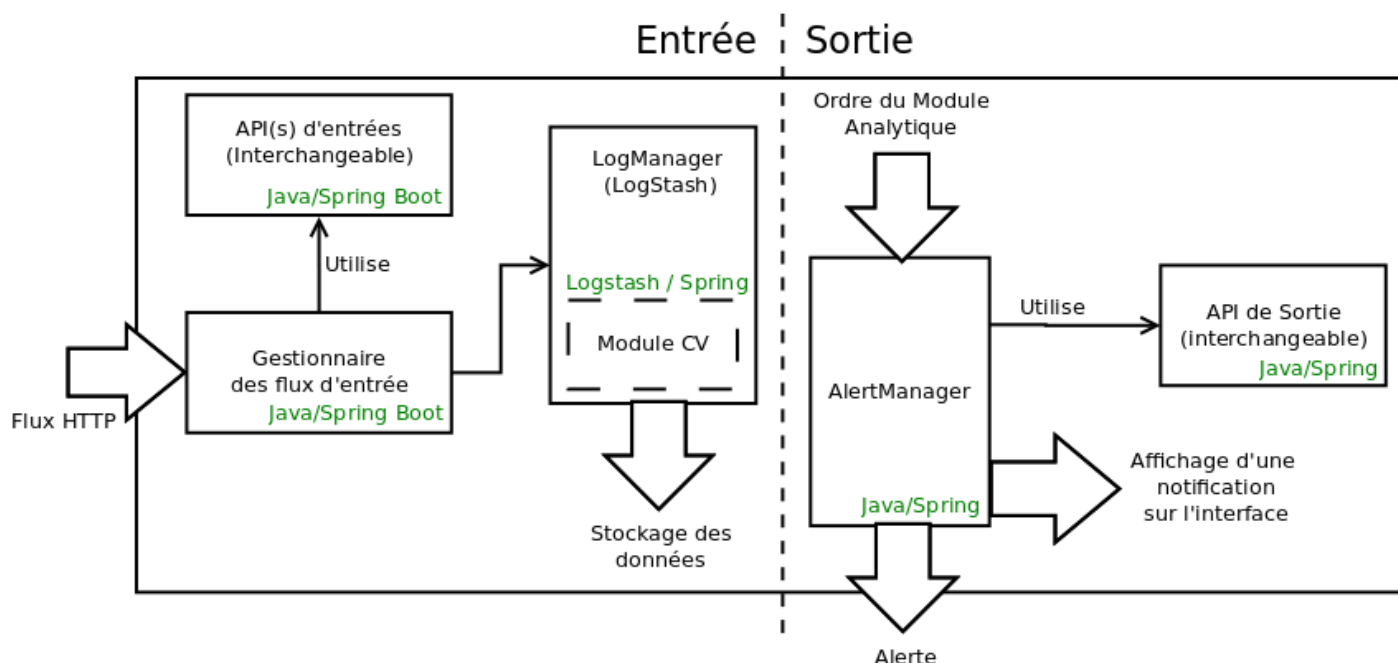 Entrée
Sortie
API(s) d'entrées
(Interchangeable)
Java/Spring Boot
Utilise
Gestionnaire
des flux d'entrée
Java/Spring Boot
Flux HTTP
LogManager
(LogStash)
Logstash / Spring
Module CV
Stockage des
données
Ordre du Module
Analytique
AlertManager
Java/Spring
Utilise
API de Sortie
(interchangeable)
Java/Spring
Affichage d'une
notification
sur l'interface
Alerte